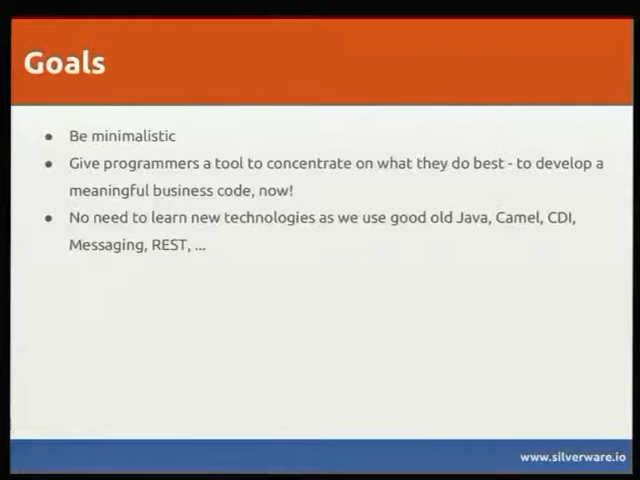 Goals
● Be minimalistic
● Give programmers a tool to concentrate on what they do best - to develop a
meaningful business code, now!
● No need to learn new technologies as we use good old Java, Camel, CDI,
Messaging, REST, ...
www.silverware.io